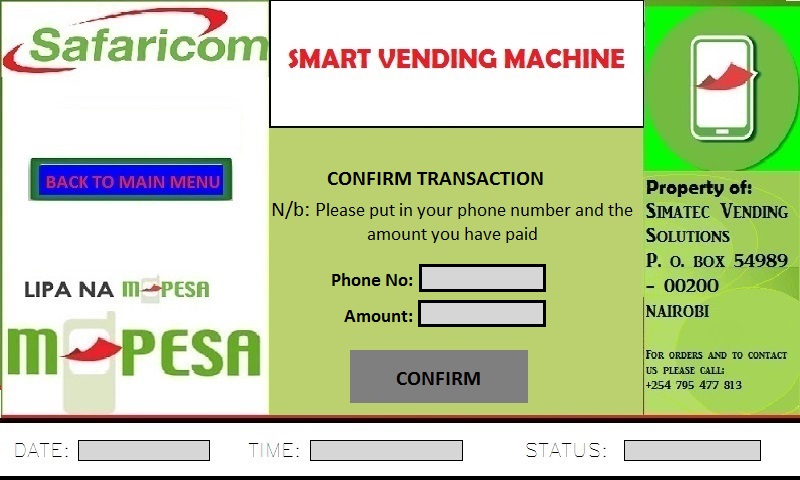 Safaricom
SMART VENDING MACHINE
BACK TO MAIN MENU
LIPA NA M-PESA
M-PESA
CONFIRM TRANSACTION
N/b: Please put in your phone number and the
amount you have paid
Phone No:
Amount:
CONFIRM
Property of:
SIMATEC VENDING
SOLUTIONS
P. O. BOX 54989
- 00200
NAIROBI
FOR ORDERS AND TO CONTACT
US PLEASE CALL:
+254 795 477 813
DATE:
TIME:
STATUS: